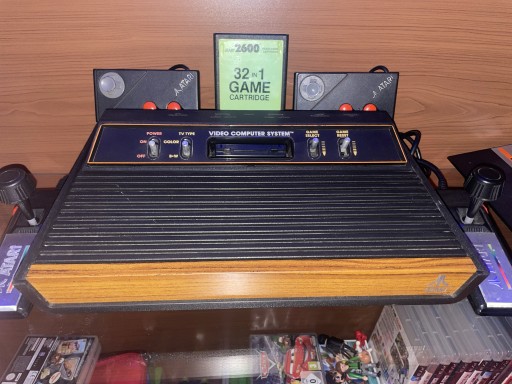 2600
32 IN 1
GAME
CARTRIDGE
ATARI
ATARI
POWER
ON
OFF
TV TYPE
COLOR
B-W
VIDEO COMPUTER SYSTEM™
GAME
SELECT
GAME
RESET
ATARI